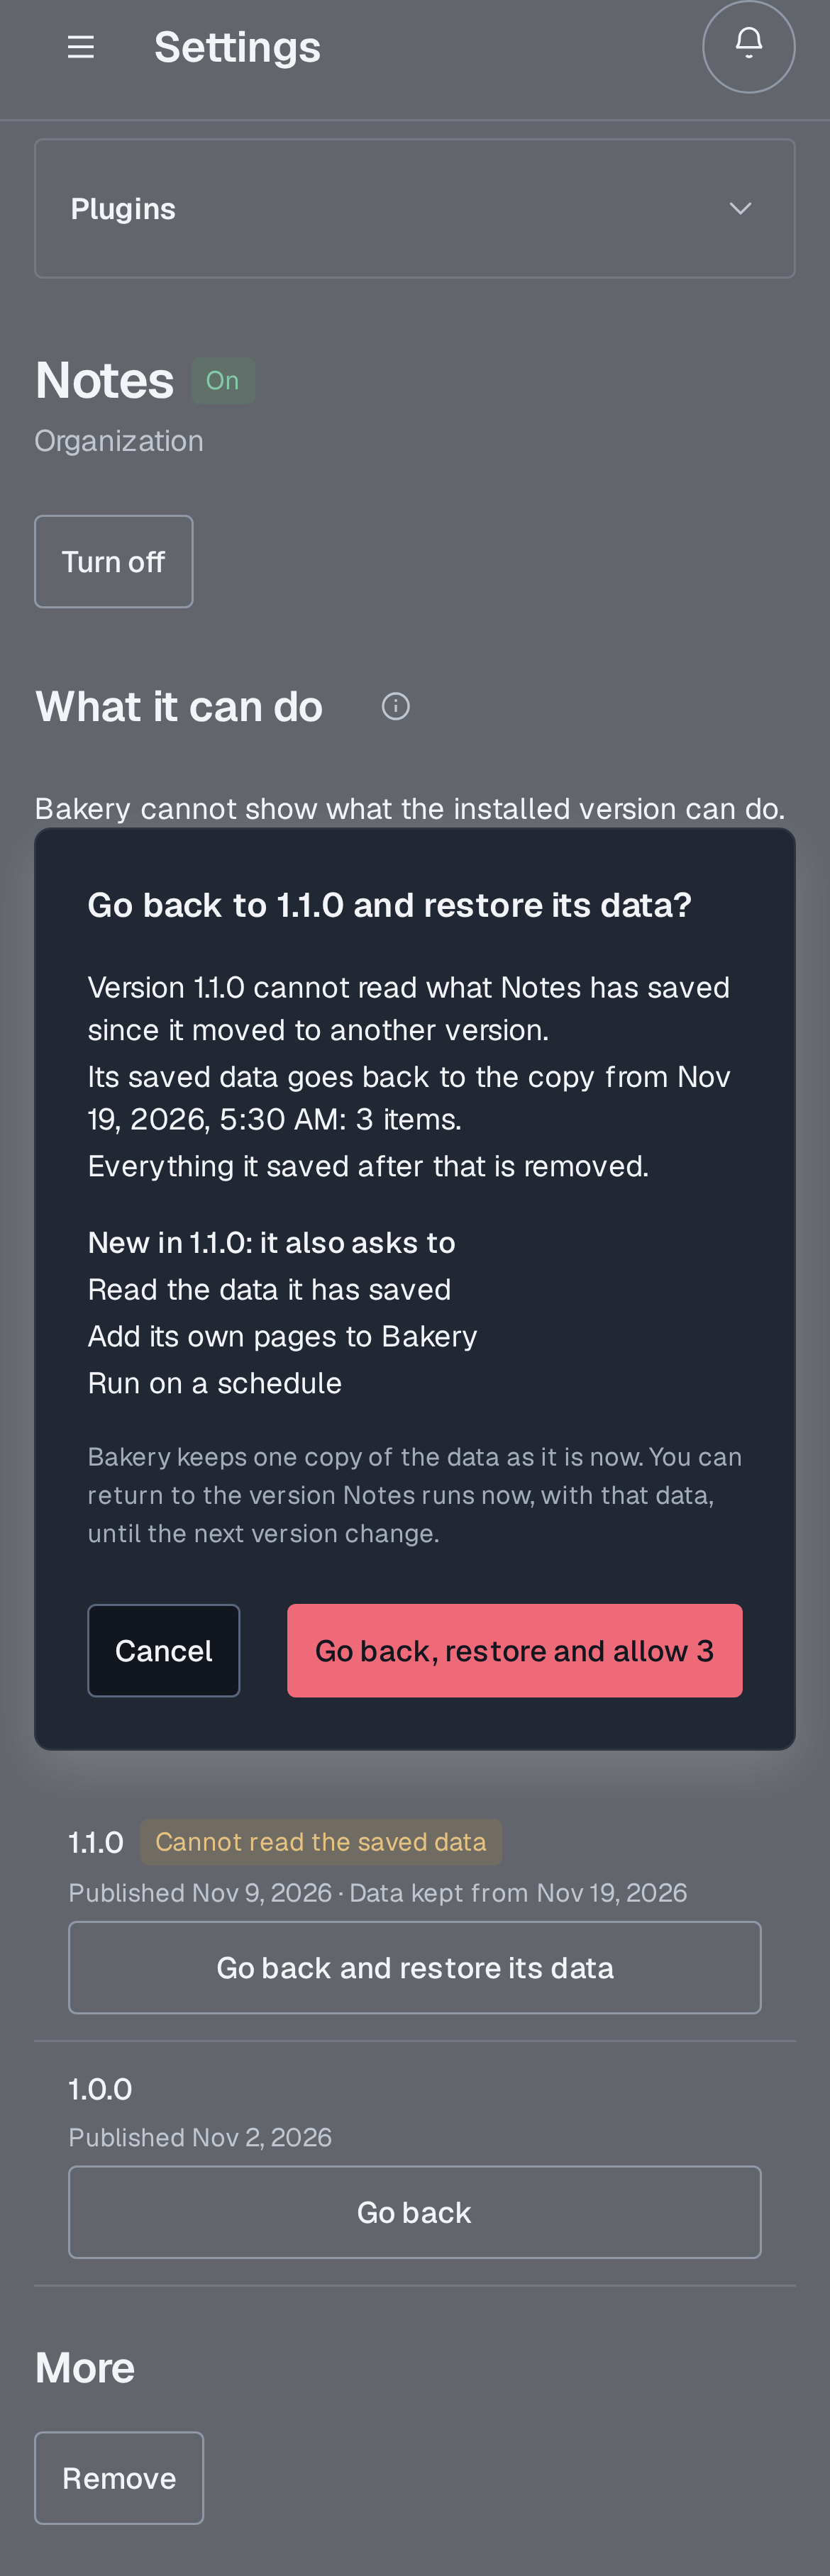 Settings
Plugins
Notes On
Organization
Turn off
What it can do
Bakery cannot show what the installed version can do.
Go back to 1.1.0 and restore its data?
Version 1.1.0 cannot read what Notes has saved
since it moved to another version.
Its saved data goes back to the copy from Nov
19, 2026, 5:30 AM: 3 items.
Everything it saved after that is removed.
New in 1.1.0: it also asks to
Read the data it has saved
Add its own pages to Bakery
Run on a schedule
Bakery keeps one copy of the data as it is now. You can
return to the version Notes runs now, with that data,
until the next version change.
Cancel
Go back, restore and allow 3
1.1.0 Cannot read the saved data
Published Nov 9, 2026 · Data kept from Nov 19, 2026
Go back and restore its data
1.0.0
Published Nov 2, 2026
Go back
More
Remove